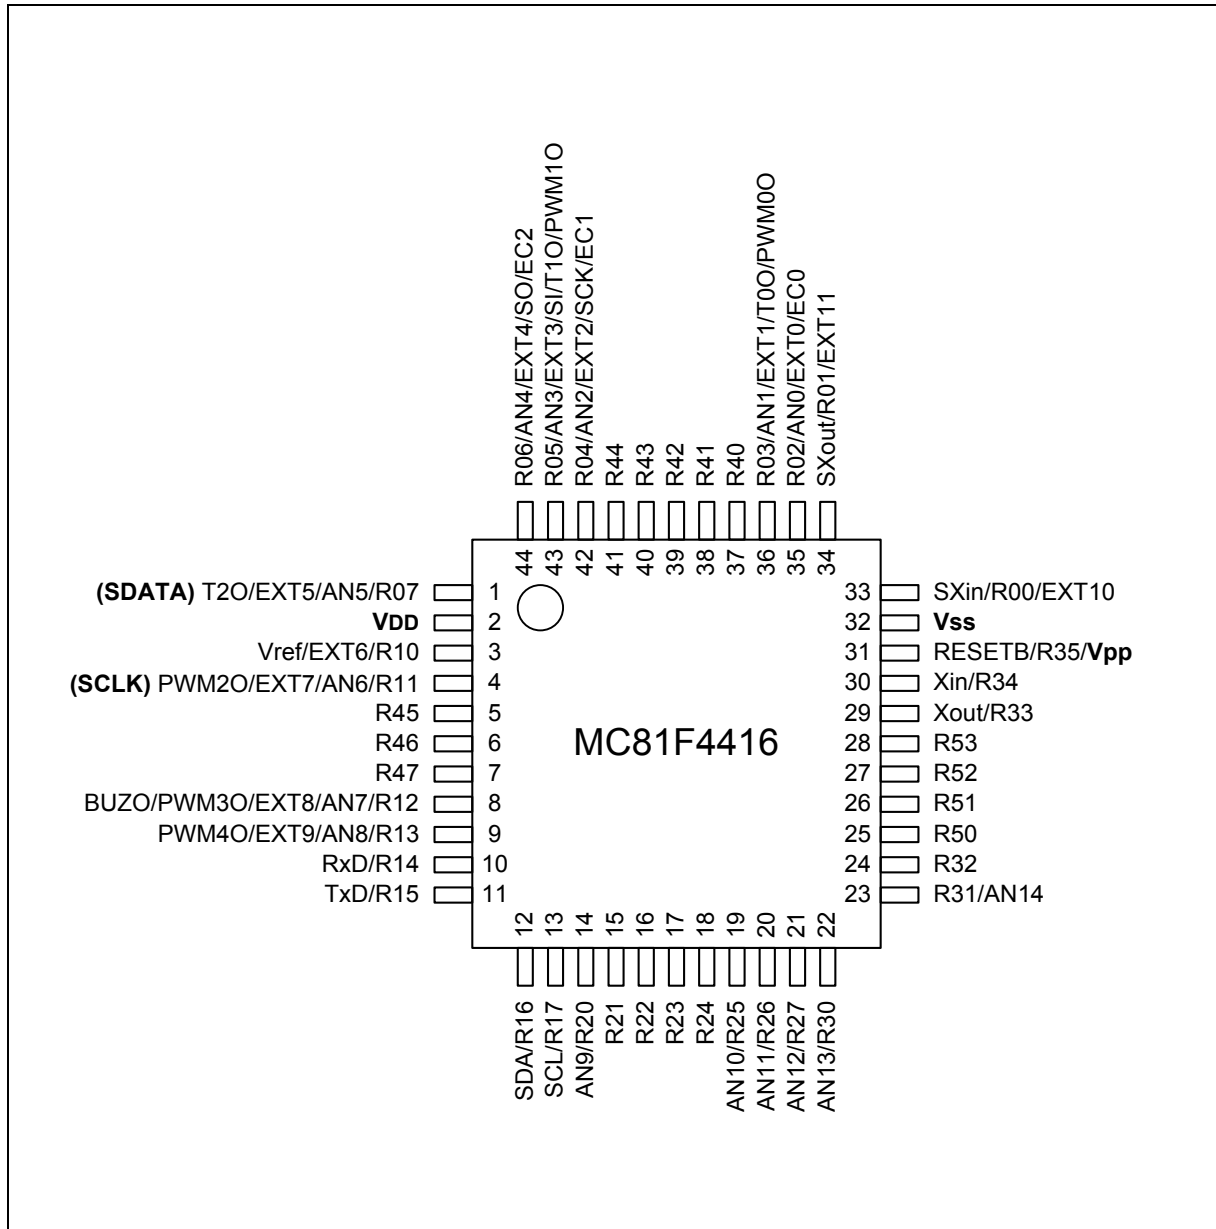 R06/AN4/EXT4/SO/EC2
R05/AN3/EXT3/SI/T1O/PWM1O
R04/AN2/EXT2/SCK/EC1
R44
R43
R42
R41
R40
R03/AN1/EXT1/T0O/PWM0O
R02/AN0/EXT0/EC0
SXout/R01/EXT11
44
43
42
41
40
39
38
37
36
35
34
(SDATA) T2O/EXT5/AN5/R07 1
VDD 2
Vref/EXT6/R10 3
(SCLK) PWM2O/EXT7/AN6/R11 4
R45 5
R46 6
R47 7
BUZO/PWM3O/EXT8/AN7/R12 8
PWM4O/EXT9/AN8/R13 9
RxD/R14 10
TxD/R15 11
MC81F4416
33 SXin/R00/EXT10
32 Vss
31 RESETB/R35/Vpp
30 Xin/R34
29 Xout/R33
28 R53
27 R52
26 R51
25 R50
24 R32
23 R31/AN14
12
13
14
15
16
17
18
19
20
21
22
SDA/R16
SCL/R17
AN9/R20
R21
R22
R23
R24
AN10/R25
AN11/R26
AN12/R27
AN13/R30